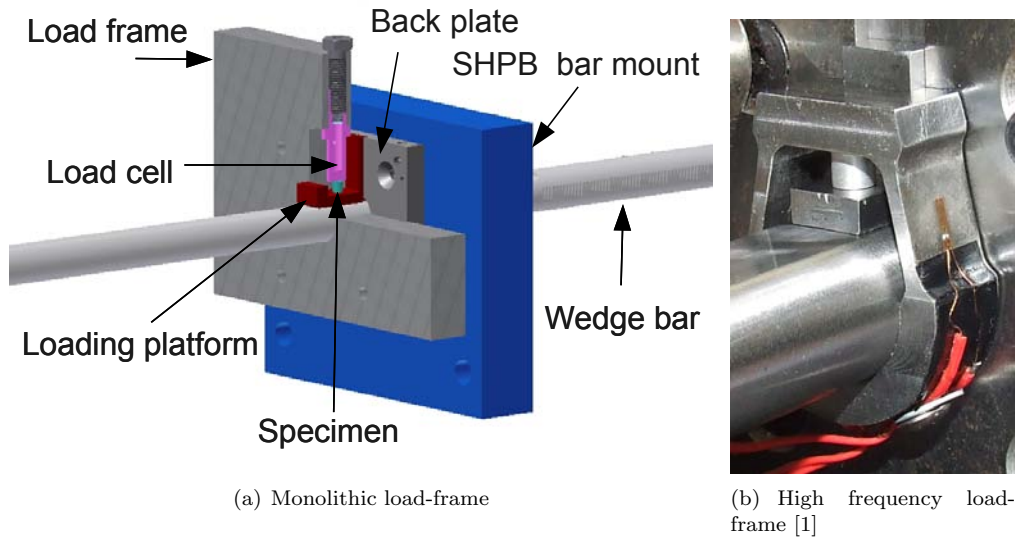 Load frame
Back plate
SHPB bar mount
Load cell
Wedge bar
Loading platform
Specimen
(a) Monolithic load-frame
(b) High frequency load-
frame [1]